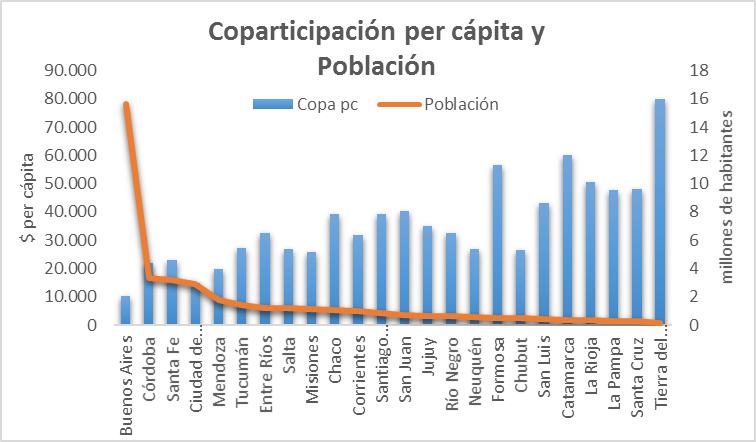 Coparticipación per cápita y
Población
Copa pc
Población
$ per cápita
90.000
80.000
70.000
60.000
50.000
40.000
30.000
20.000
10.000
0
millones de habitantes
18
16
14
12
10
8
6
4
2
0
Buenos Aires
Córdoba
Santa Fe
Ciudad de...
Mendoza
Tucumán
Entre Ríos
Salta
Misiones
Chaco
Corrientes
Santiago...
San Juan
Jujuy
Río Negro
Neuquén
Formosa
Chubut
San Luis
Catamarca
La Rioja
La Pampa
Santa Cruz
Tierra del...